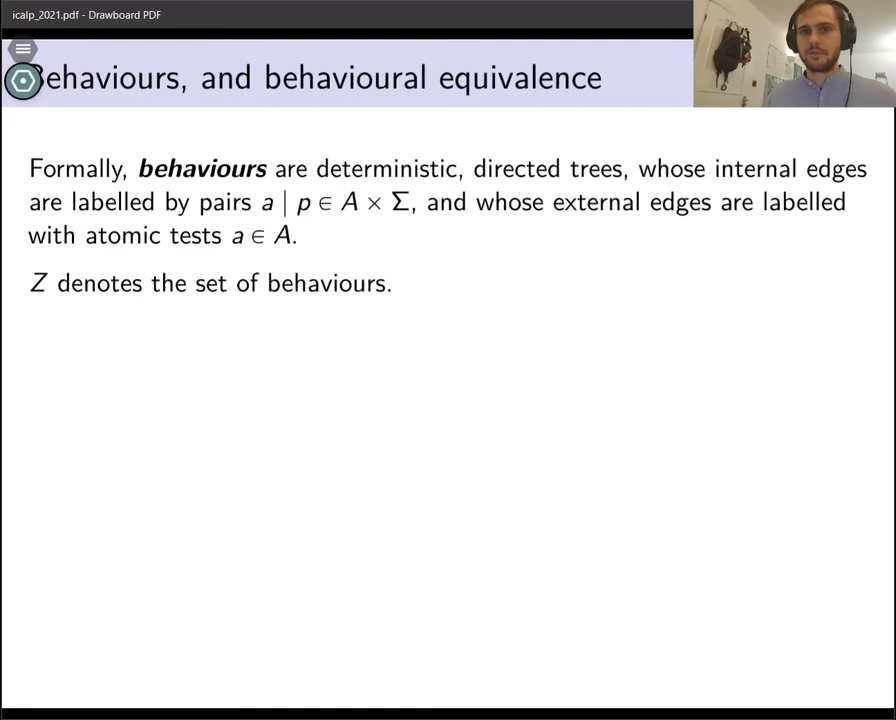 icalp_2021.pdf - Drawboard PDF
ehaviours, and behavioural equivalence
Formally, behaviours are deterministic, directed trees, whose internal edges
are labelled by pairs a | p ∈ A × Σ, and whose external edges are labelled
with atomic tests a ∈ A.
Z denotes the set of behaviours.